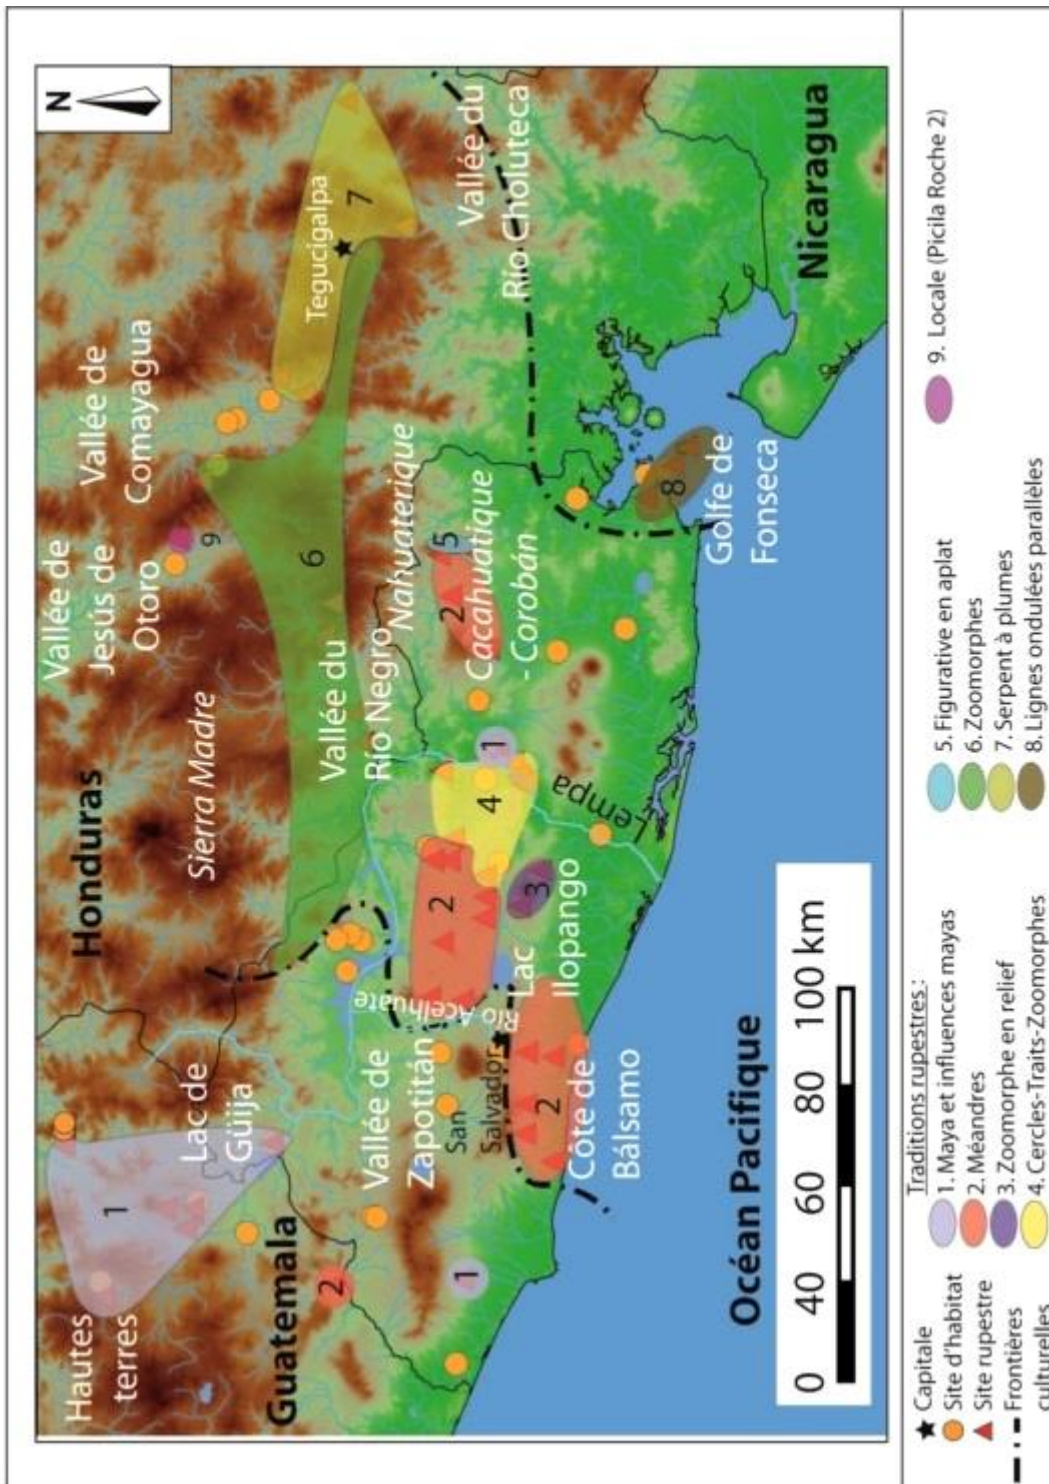 N
Honduras
Guatemala
Nicaragua
Océan Pacifique
Hautes
terres
Lac de
Güija
Sierra Madre
Vallée de
Jesús de
Otoro
Vallée de
Comayagua
Tegucigalpa
Vallée du
Río Choluteca
Vallée du
Río Negro
Nahuaterique
Cacahuatique
- Corobán
Golfe de
Fonseca
Lempa
Lac
Ilopango
Río Acelhuate
Vallée de
Zapotitán
San
Salvador
Côte de
Bálsamo
1
2
1
2
2
3
4
1
2
5
6
7
8
9
0 40 60 80 100 km
Capitale
Site d'habitat
Site rupestre
Frontières
culturelles
Traditions rupestres :
1. Maya et influences mayas
2. Méandres
3. Zoomorphe en relief
4. Cercles-Traits-Zoomorphes
5. Figurative en aplat
6. Zoomorphes
7. Serpent à plumes
8. Lignes ondulées parallèles
9. Locale (Picila Roche 2)